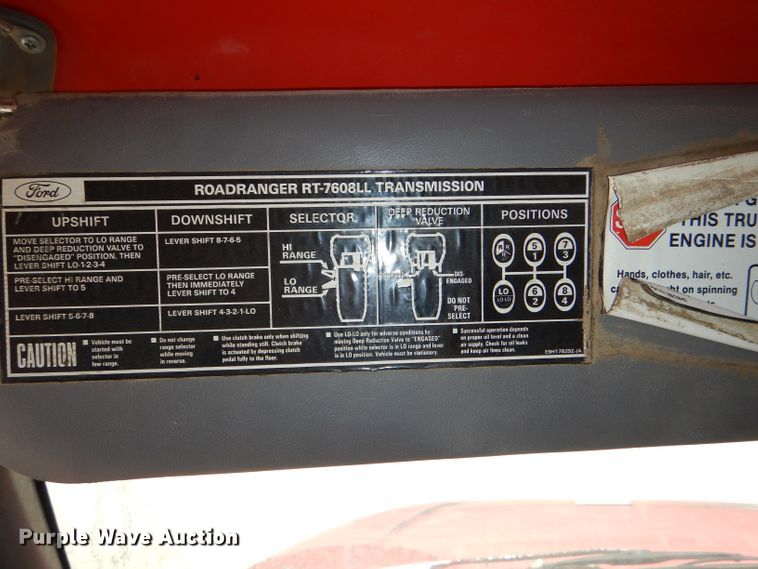 Ford
ROADRANGER RT-7608LL TRANSMISSION
UPSHIFT
MOVE SELECTOR TO LO RANGE
AND DEEP REDUCTION VALVE TO
"DISENGAGED" POSITION, THEN
LEVER SHIFT LO-1-2-3-4
PRE-SELECT HI RANGE AND
LEVER SHIFT TO 5
LEVER SHIFT 5-6-7-8
DOWNSHIFT
LEVER SHIFT 8-7-6-5
PRE-SELECT LO RANGE
THEN IMMEDIATELY
LEVER SHIFT TO 4
LEVER SHIFT 4-3-2-1-LO
SELECTOR
HI
RANGE
LO
RANGE
DEEP REDUCTION
VALVE
DIS-
ENGAGED
DO NOT
PRE-
SELECT
POSITIONS
R
R
5
1
7
3
LO
LO-LO
6
2
8
4
CAUTION
■ Vehicle must be
started with
selector in
low range.
■ Do not change
range selector
while moving
in reverse.
■ Use clutch brake only when shifting
while standing still. Clutch brake
is actuated by depressing clutch
pedal fully to the floor.
■ Use LO-LO only for adverse conditions by
moving Deep Reduction Valve to "ENGAGED"
position while selector is in LO range and lever
is in LO position. Vehicle must be stationary.
■ Successful operation depends
on proper oil level and a clean
air supply. Check for oil leaks
and keep air lines clean.
E9HT-7B292-JA
THIS TRU
ENGINE IS
Hands, clothes, hair, etc.
ght on spinning
Purple Wave Auction